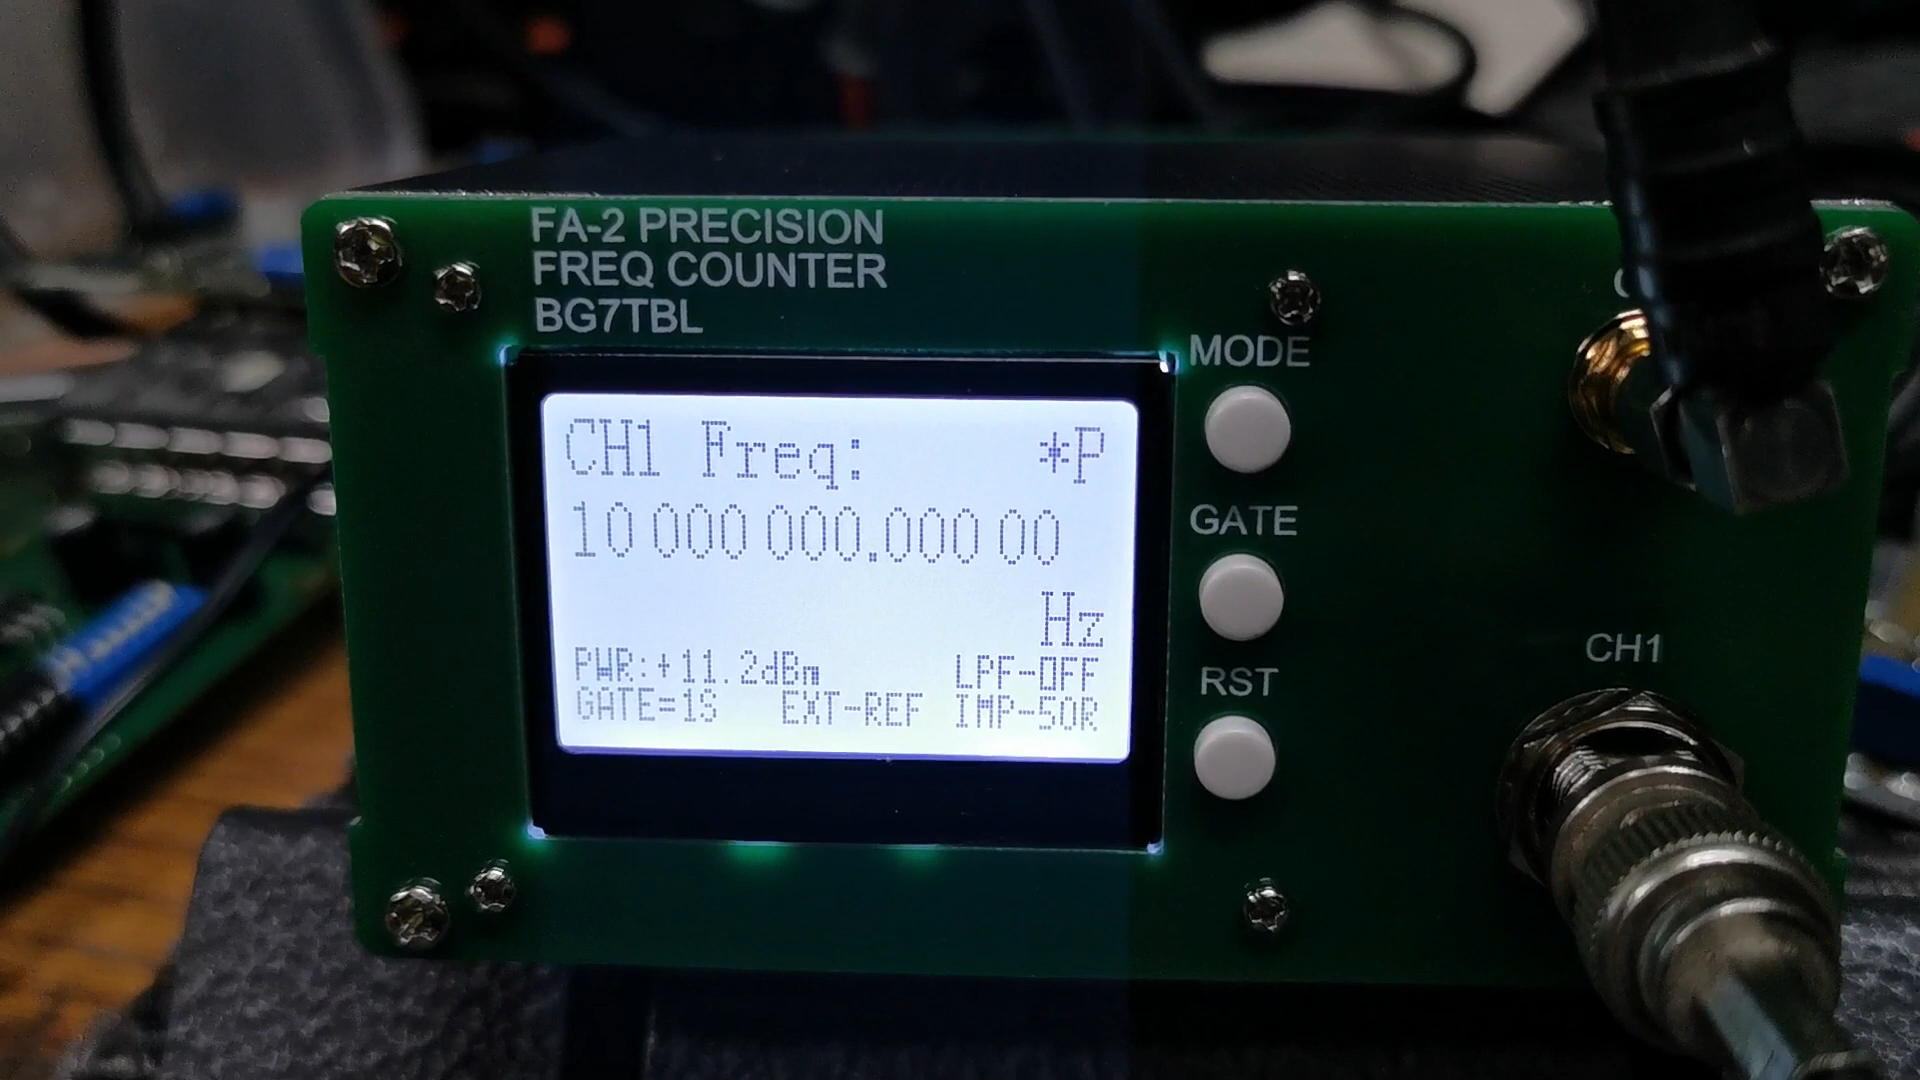 FA-2 PRECISION
FREQ COUNTER
BG7TBL
CH1 Freq: *P
10 000 000.000 00
Hz
PWR:+11.2dBm LPF-OFF
GATE=1S EXT-REF IMP-50R
MODE
GATE
RST
CH1